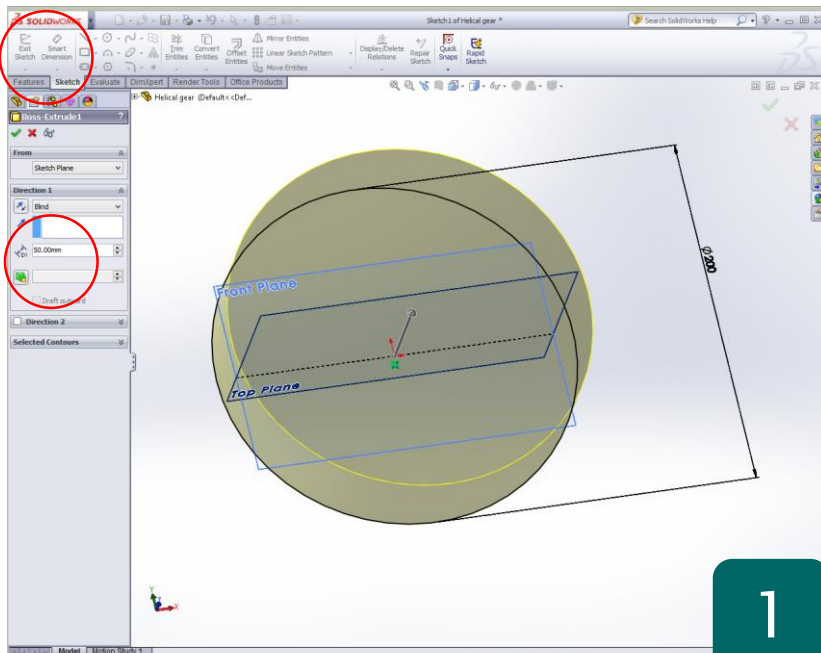 SOLIDWORKS
Sketch1 of Helical gear *
Search SolidWorks Help
Exit Sketch
Smart Dimension
Trim Entities
Convert Entities
Offset Entities
Mirror Entities
Linear Sketch Pattern
Move Entities
Display/Delete Relations
Repair Sketch
Quick Snaps
Rapid Sketch
Features Sketch Evaluate DimXpert Render Tools Office Products
Helical gear (Default<<Def...
Boss-Extrude1 ?
From
Sketch Plane
Direction 1
Blind
50.00mm
Draft outward
Direction 2
Selected Contours
Front Plane
Top Plane
Ø200
Y
X
1
Model Motion Study 1